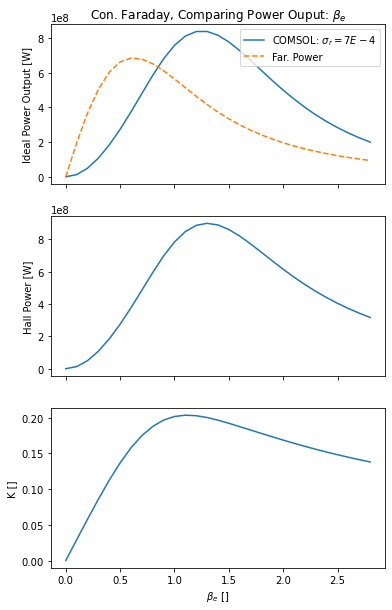 Con. Faraday, Comparing Power Ouput: βe
1e8
COMSOL: σr = 7E − 4
Far. Power
Ideal Power Output [W]
8
6
4
2
0
1e8
Hall Power [W]
8
6
4
2
0
K []
0.20
0.15
0.10
0.05
0.00
0.0 0.5 1.0 1.5 2.0 2.5
βe []